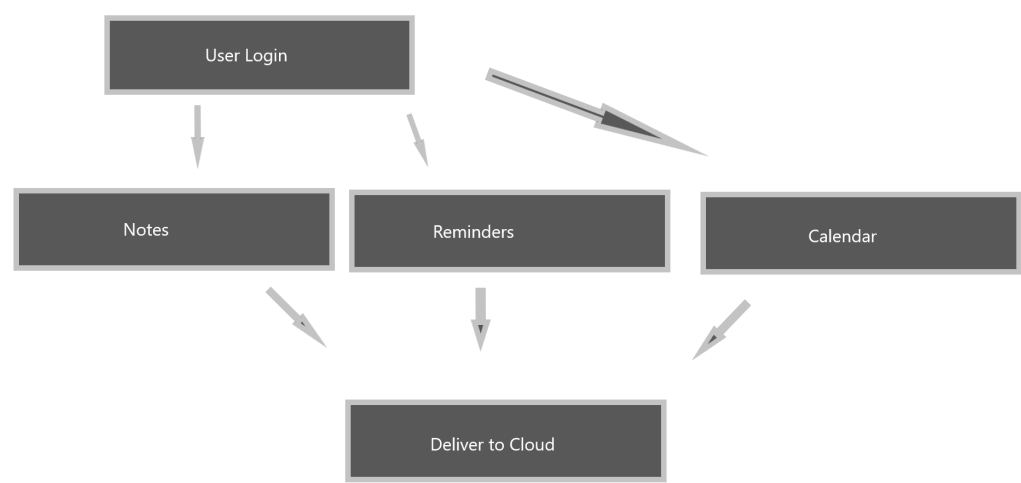 User Login
Notes
Reminders
Calendar
Deliver to Cloud